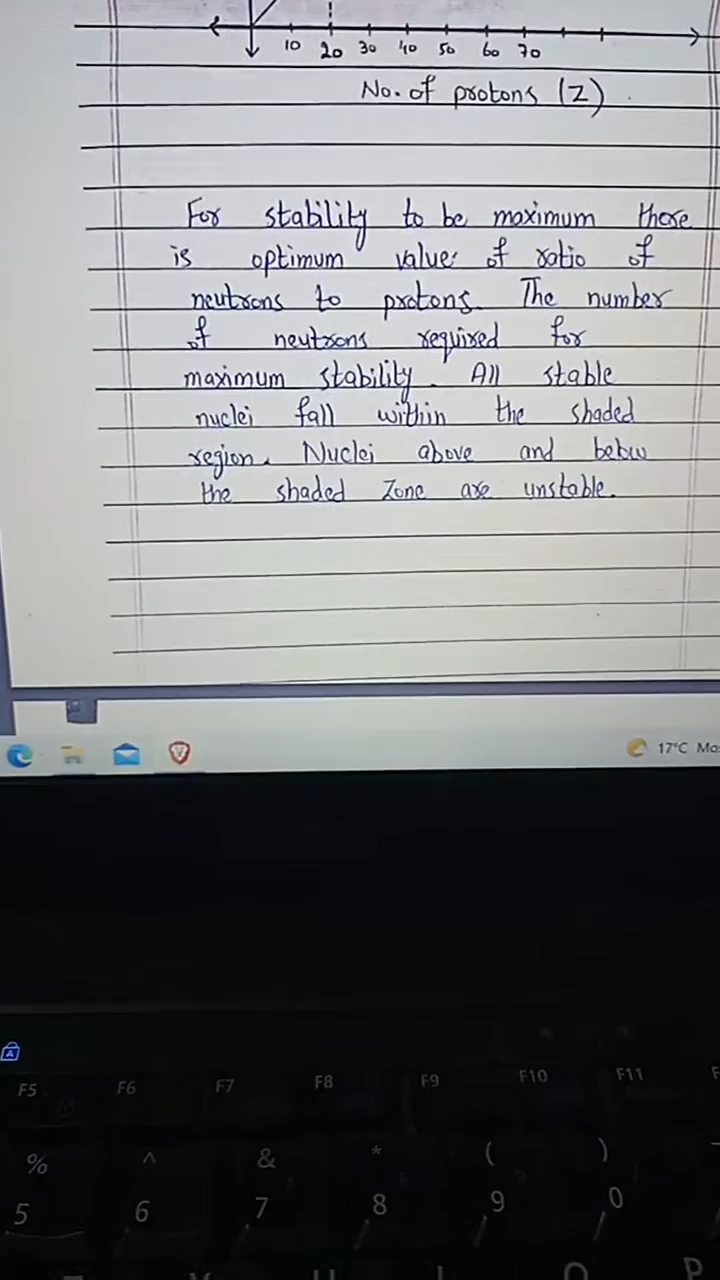 10 20 30 40 50 60 70
No. of protons (Z)
For stability to be maximum there
is optimum value of ratio of
neutrons to protons. The number
of neutrons required for
maximum stability. All stable
nuclei fall within the shaded
region. Nuclei above and below
the shaded Zone are unstable.
17°C
F5 F6 F7 F8 F9 F10 F11
% ^ & * ( )
5 6 7 8 9 0